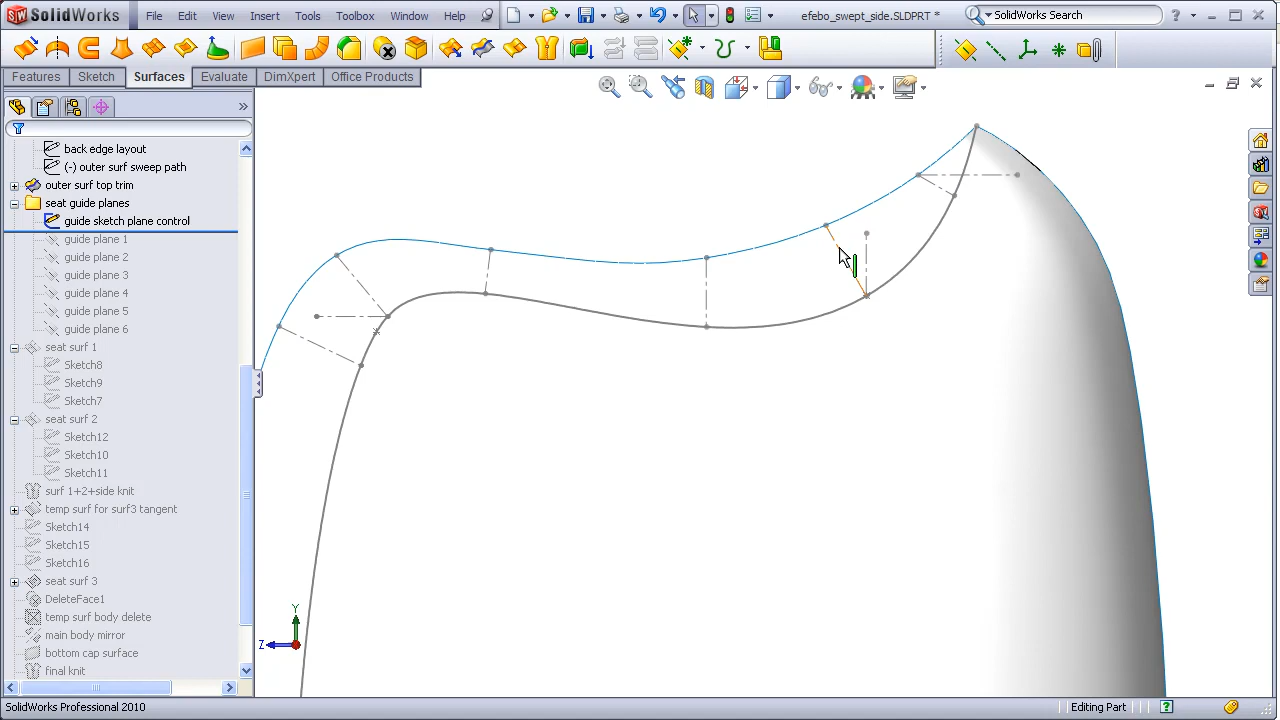 SolidWorks File Edit View Insert Tools Toolbox Window Help efebo_swept_side.SLDPRT * SolidWorks Search
Features Sketch Surfaces Evaluate DimXpert Office Products
back edge layout
(-) outer surf sweep path
outer surf top trim
seat guide planes
guide sketch plane control
guide plane 1
guide plane 2
guide plane 3
guide plane 4
guide plane 5
guide plane 6
seat surf 1
Sketch8
Sketch9
Sketch7
seat surf 2
Sketch12
Sketch10
Sketch11
surf 1+2+side knit
temp surf for surf3 tangent
Sketch14
Sketch15
Sketch16
seat surf 3
DeleteFace1
temp surf body delete
main body mirror
bottom cap surface
final knit
Y
Z
SolidWorks Professional 2010 Editing Part